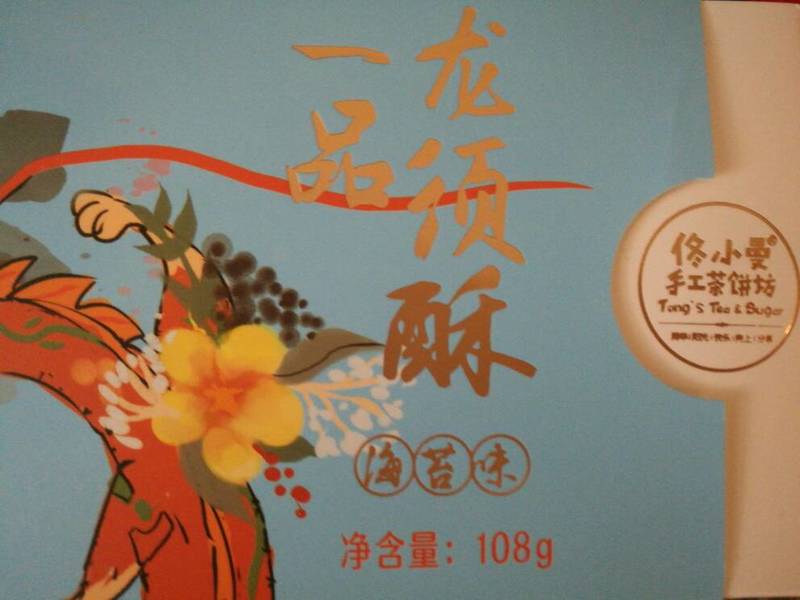 一品
龙须酥
海苔味
净含量：108g
佟小曼®
手工茶饼坊
Tong'S Tea & Sugar